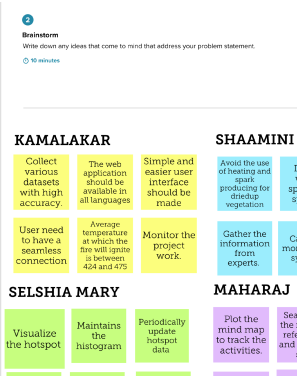 2
Brainstorm
Write down any ideas that come to mind that address your problem statement.
10 minutes
KAMALAKAR
Collect
various
datasets
with high
accuracy.
The web
application
should be
available in
all languages
Simple and
easier user
interface
should be
made
User need
to have a
seamless
connection
Average
temperature
at which the
fire will ignite
is between
424 and 475
Monitor the
project
work.
SHAAMINI
Avoid the use
of heating and
spark
producing for
driedup
vegetation
Gather the
information
from
experts.
SELSHIA MARY
Visualize
the hotspot
Maintains
the
histogram
Periodically
update
hotspot
data
MAHARAJ
Plot the
mind map
to track the
activities.